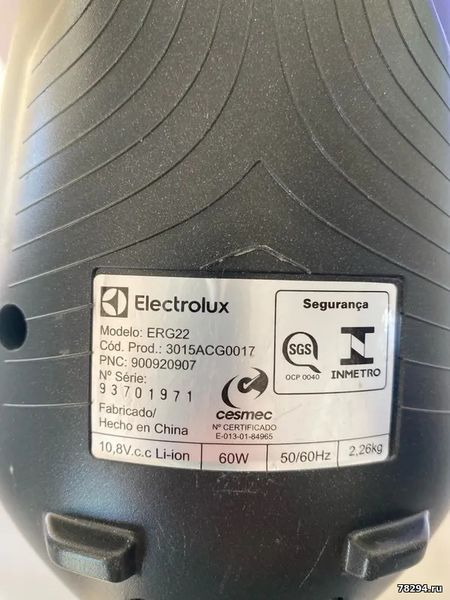 Electrolux
Modelo: ERG22
Cód. Prod.: 3015ACG0017
PNC: 900920907
Nº Série:
93701971
Fabricado/
Hecho en China
cesmec
Nº CERTIFICADO
E-013-01-84965
Segurança
SGS
OCP 0040
INMETRO
10,8V.c.c Li-ion
60W
50/60Hz
2,26kg
78294.ru